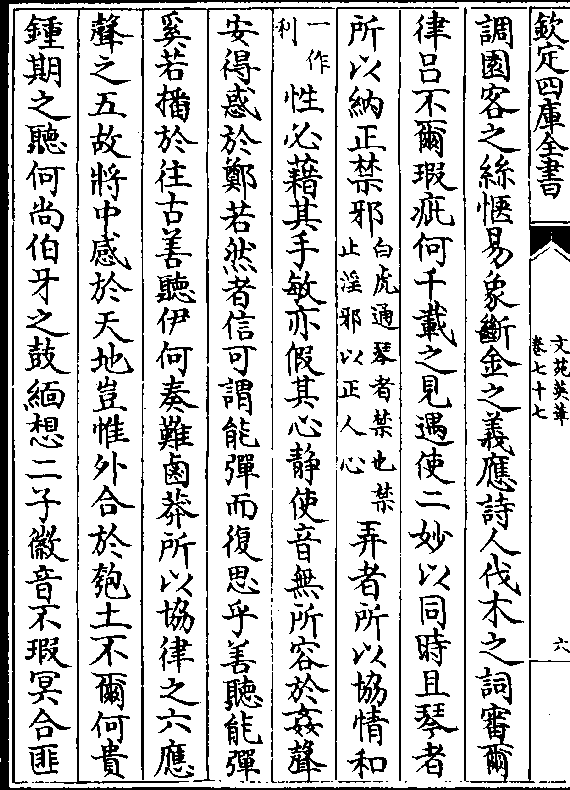 欽定四庫全書
文苑英華
卷七十七
六
調園客之絲愜易象斷金之義應詩人伐木之詞審爾
律呂不爾瑕疵何千載之見遇使二妙以同時且琴者
所以納正禁邪
白虎通琴者禁也禁
止淫邪以正人心
弄者所以協情和
一作
利
性必藉其手敏亦假其心靜使音無所容於姦聲
安得惑於鄭若然者信可謂能彈而復思乎善聽能彈
奚若播於往古善聽伊何奏難鹵莽所以協律之六應
聲之五故將中感於天地豈惟外合於匏土不爾何貴
鍾期之聽何尚伯牙之鼓緬想二子徽音不瑕冥合匪